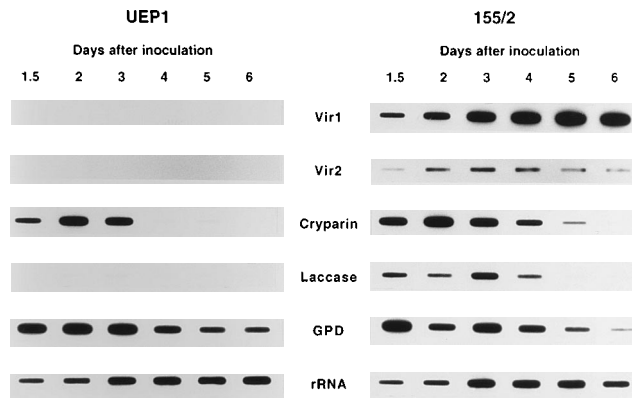 UEP1 155/2
Days after inoculation Days after inoculation
1.5 2 3 4 5 6 1.5 2 3 4 5 6
Vir1
Vir2
Cryparin
Laccase
GPD
rRNA